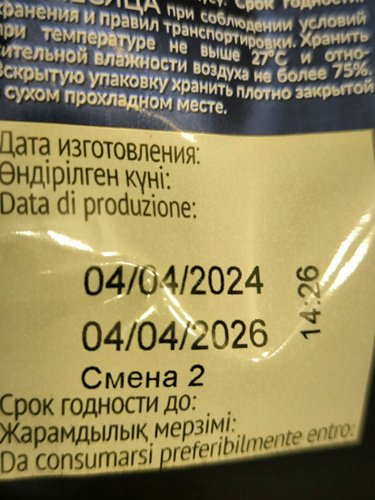 МЕСЯЦА при соблюдении условий
хранения и правил транспортировки. Хранить
при температуре не выше 27°С и отно-
сительной влажности воздуха не более 75%.
Вскрытую упаковку хранить плотно закрытой
в сухом прохладном месте.
Дата изготовления:
Өндірілген күні:
Data di produzione:
04/04/2024
04/04/2026
14:26
Смена 2
Срок годности до:
Жарамдылық мерзімі:
Da consumarsi preferibilmente entro: